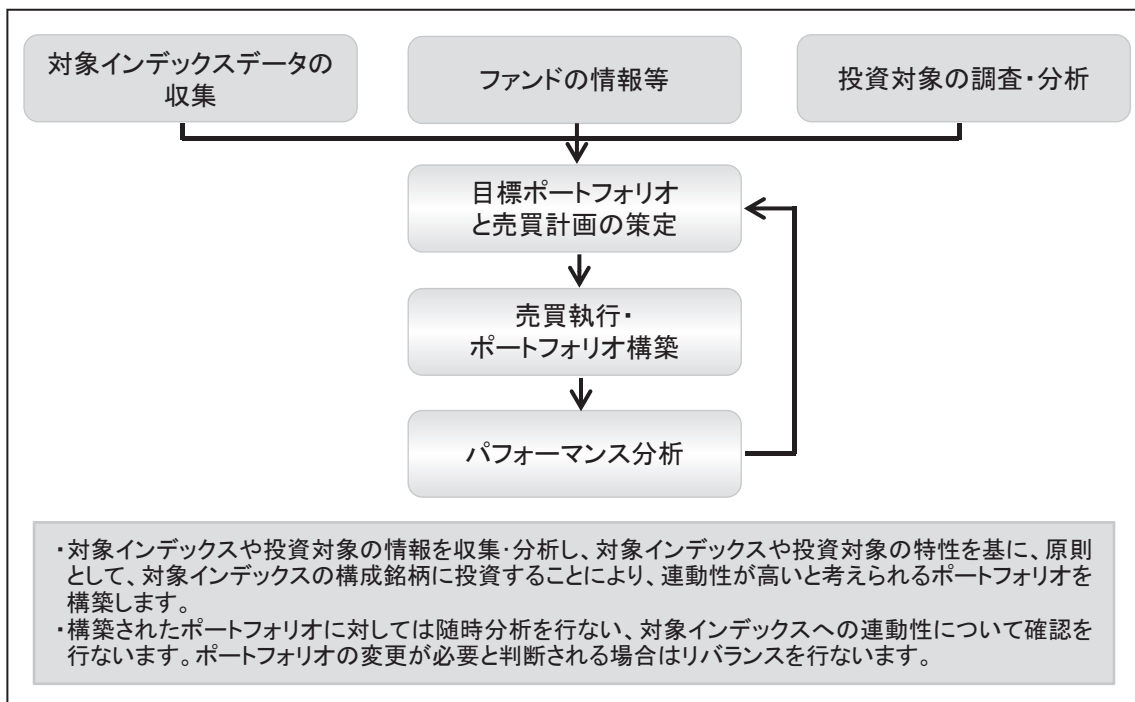 対象インデックスデータの
収集
ファンドの情報等
投資対象の調査・分析
目標ポートフォリオ
と売買計画の策定
売買執行・
ポートフォリオ構築
パフォーマンス分析
・対象インデックスや投資対象の情報を収集・分析し、対象インデックスや投資対象の特性を基に、原則
として、対象インデックスの構成銘柄に投資することにより、連動性が高いと考えられるポートフォリオを
構築します。
・構築されたポートフォリオに対しては随時分析を行ない、対象インデックスへの連動性について確認を
行ないます。ポートフォリオの変更が必要と判断される場合はリバランスを行ないます。